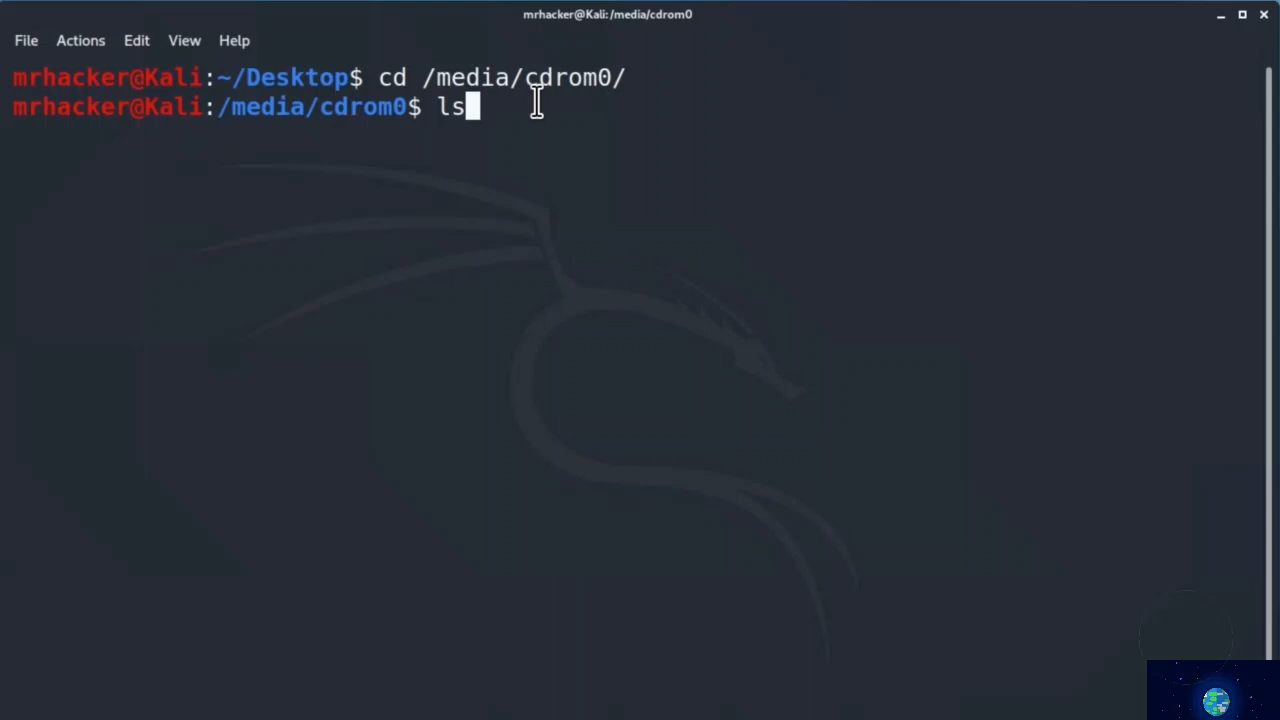 mrhacker@Kali:/media/cdrom0
File Actions Edit View Help
mrhacker@Kali:~/Desktop$ cd /media/cdrom0/
mrhacker@Kali:/media/cdrom0$ ls